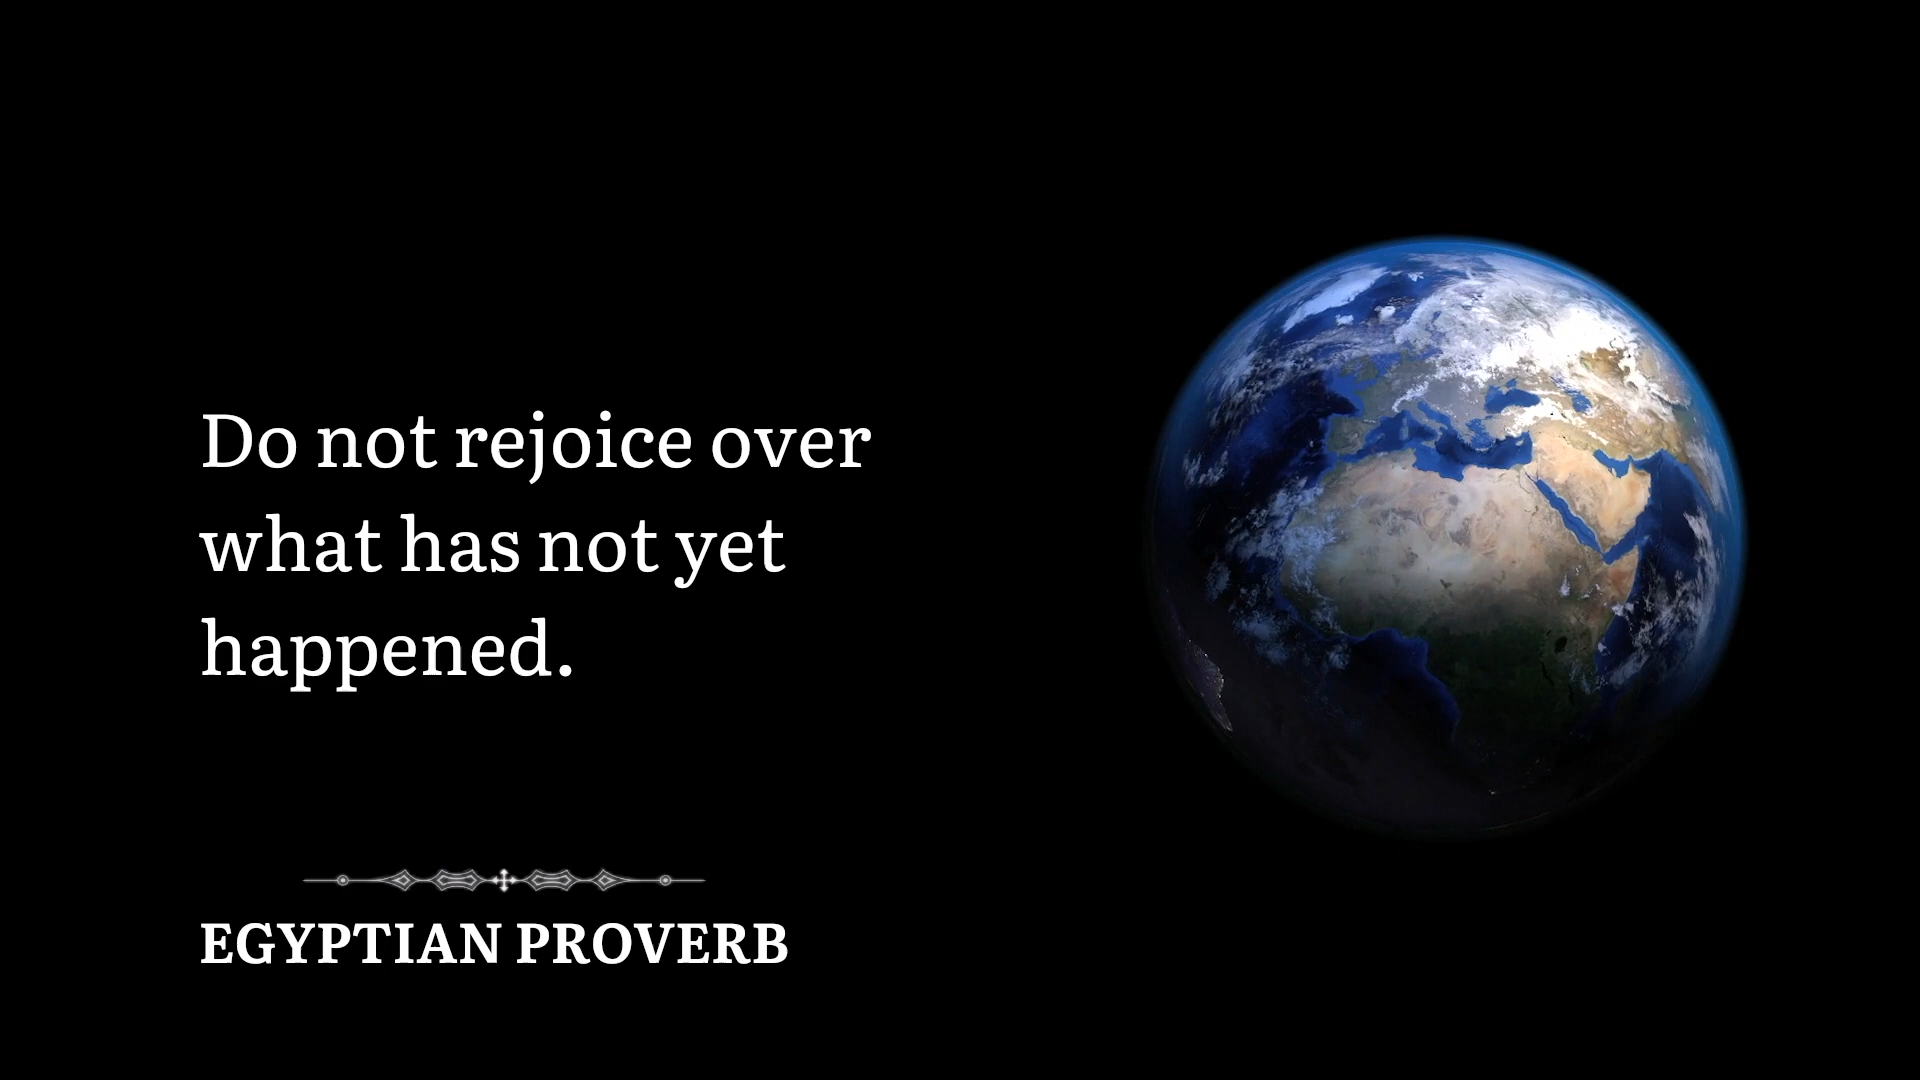 Do not rejoice over
what has not yet
happened.
EGYPTIAN PROVERB